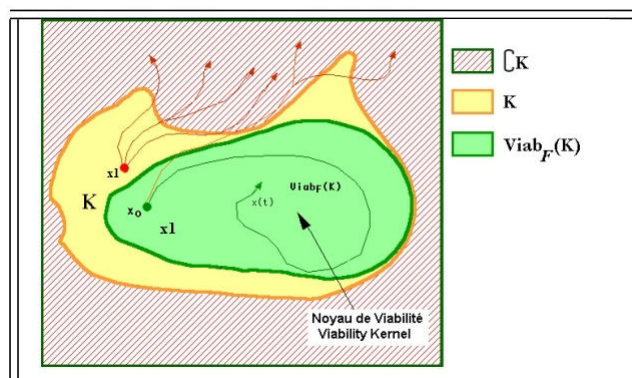 ∁K
K
Viab_F(K)
x1
K
x₀
x1
Viab_F(K)
x(t)
Noyau de Viabilité
Viability Kernel